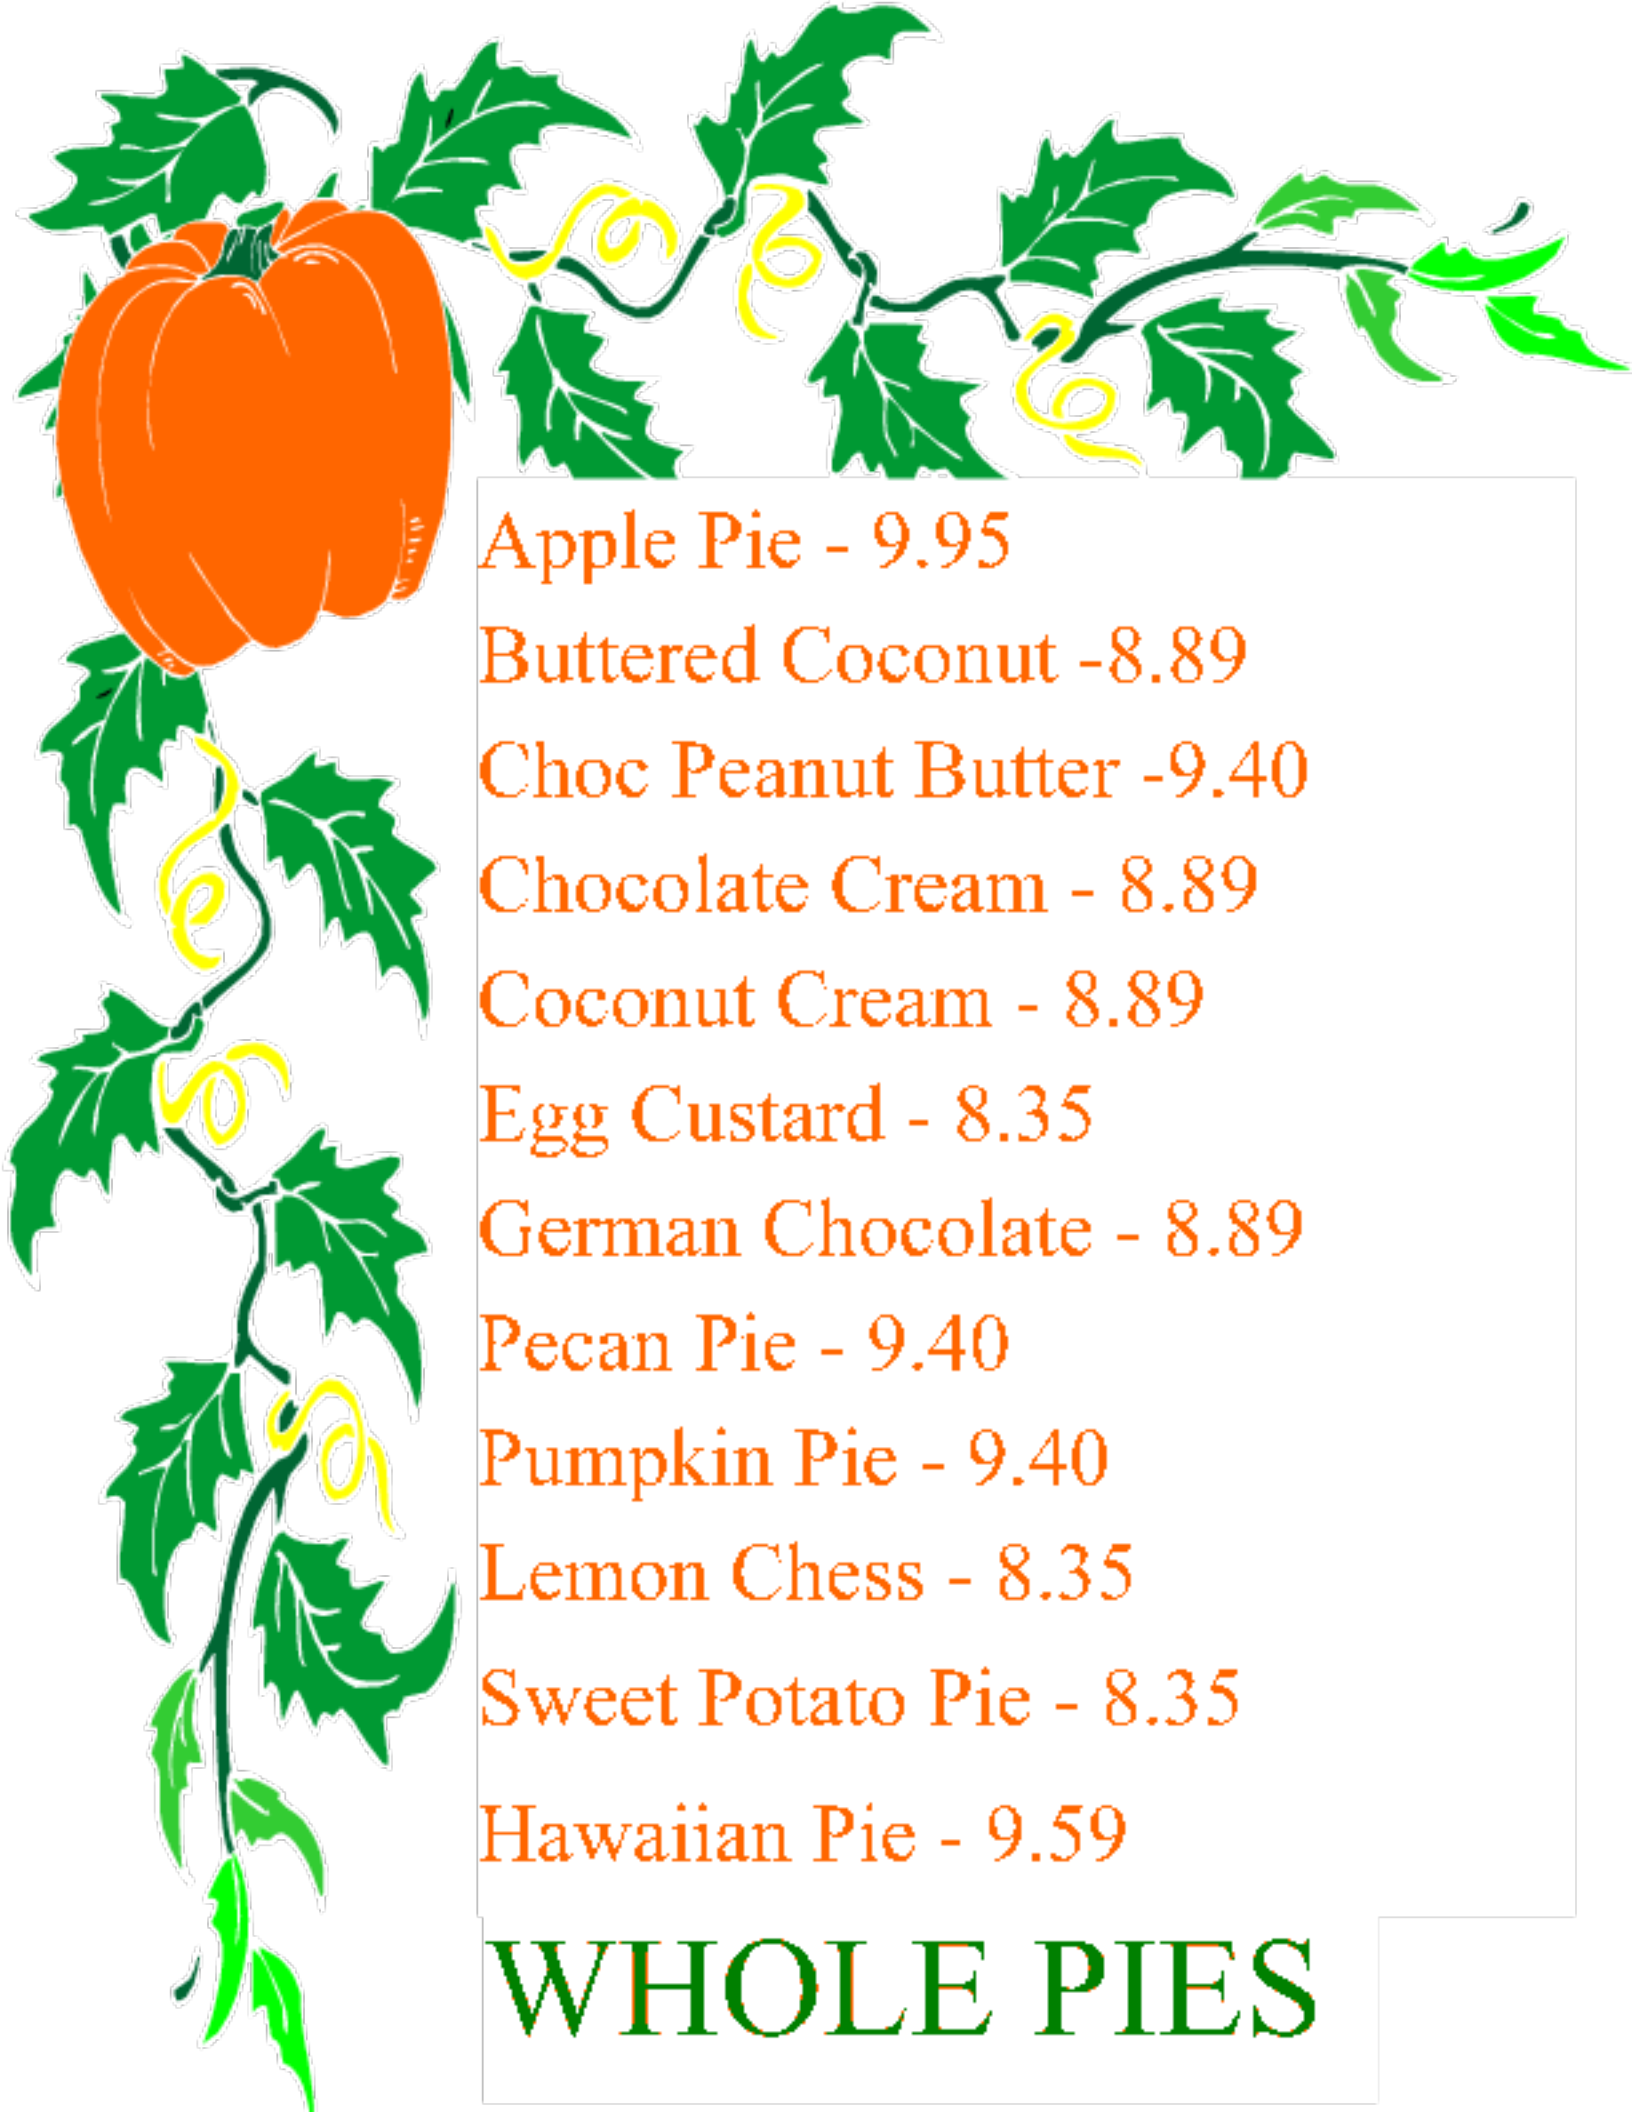 Apple Pie - 9.95
Buttered Coconut -8.89
Choc Peanut Butter -9.40
Chocolate Cream - 8.89
Coconut Cream - 8.89
Egg Custard - 8.35
German Chocolate - 8.89
Pecan Pie - 9.40
Pumpkin Pie - 9.40
Lemon Chess - 8.35
Sweet Potato Pie - 8.35
Hawaiian Pie - 9.59
WHOLE PIES